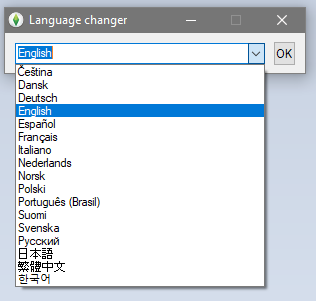 Language changer
English
OK
Čeština
Dansk
Deutsch
English
Español
Français
Italiano
Nederlands
Norsk
Polski
Português (Brasil)
Suomi
Svenska
Русский
日本語
繁體中文
한국어